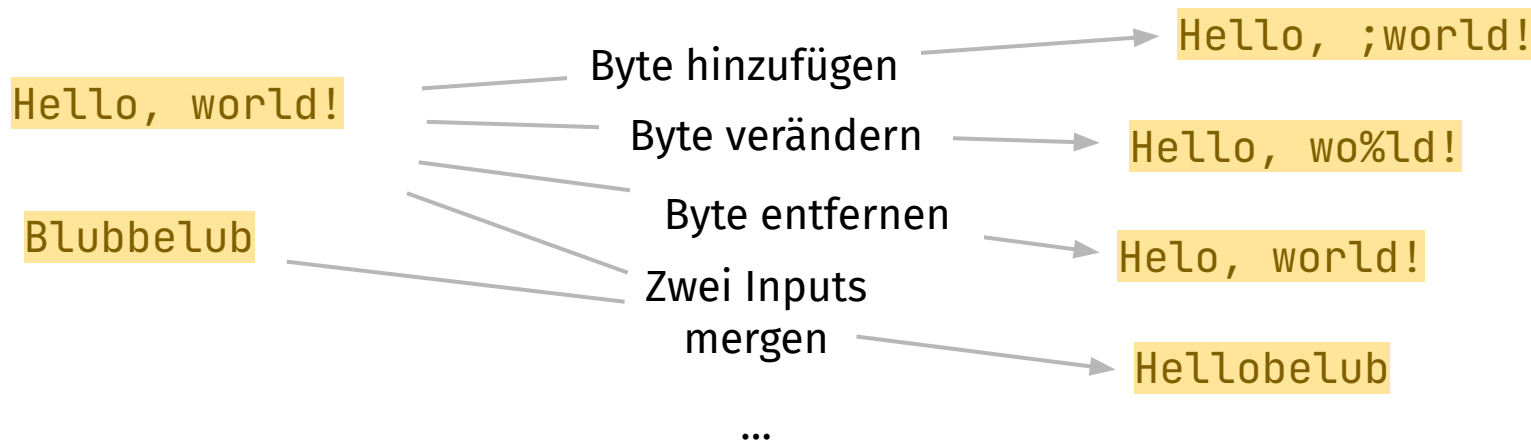 Hello, world!
Blubbelub
Byte hinzufügen
Byte verändern
Byte entfernen
Zwei Inputs
mergen
...
Hello, ;world!
Hello, wo%ld!
Helo, world!
Hellobelub